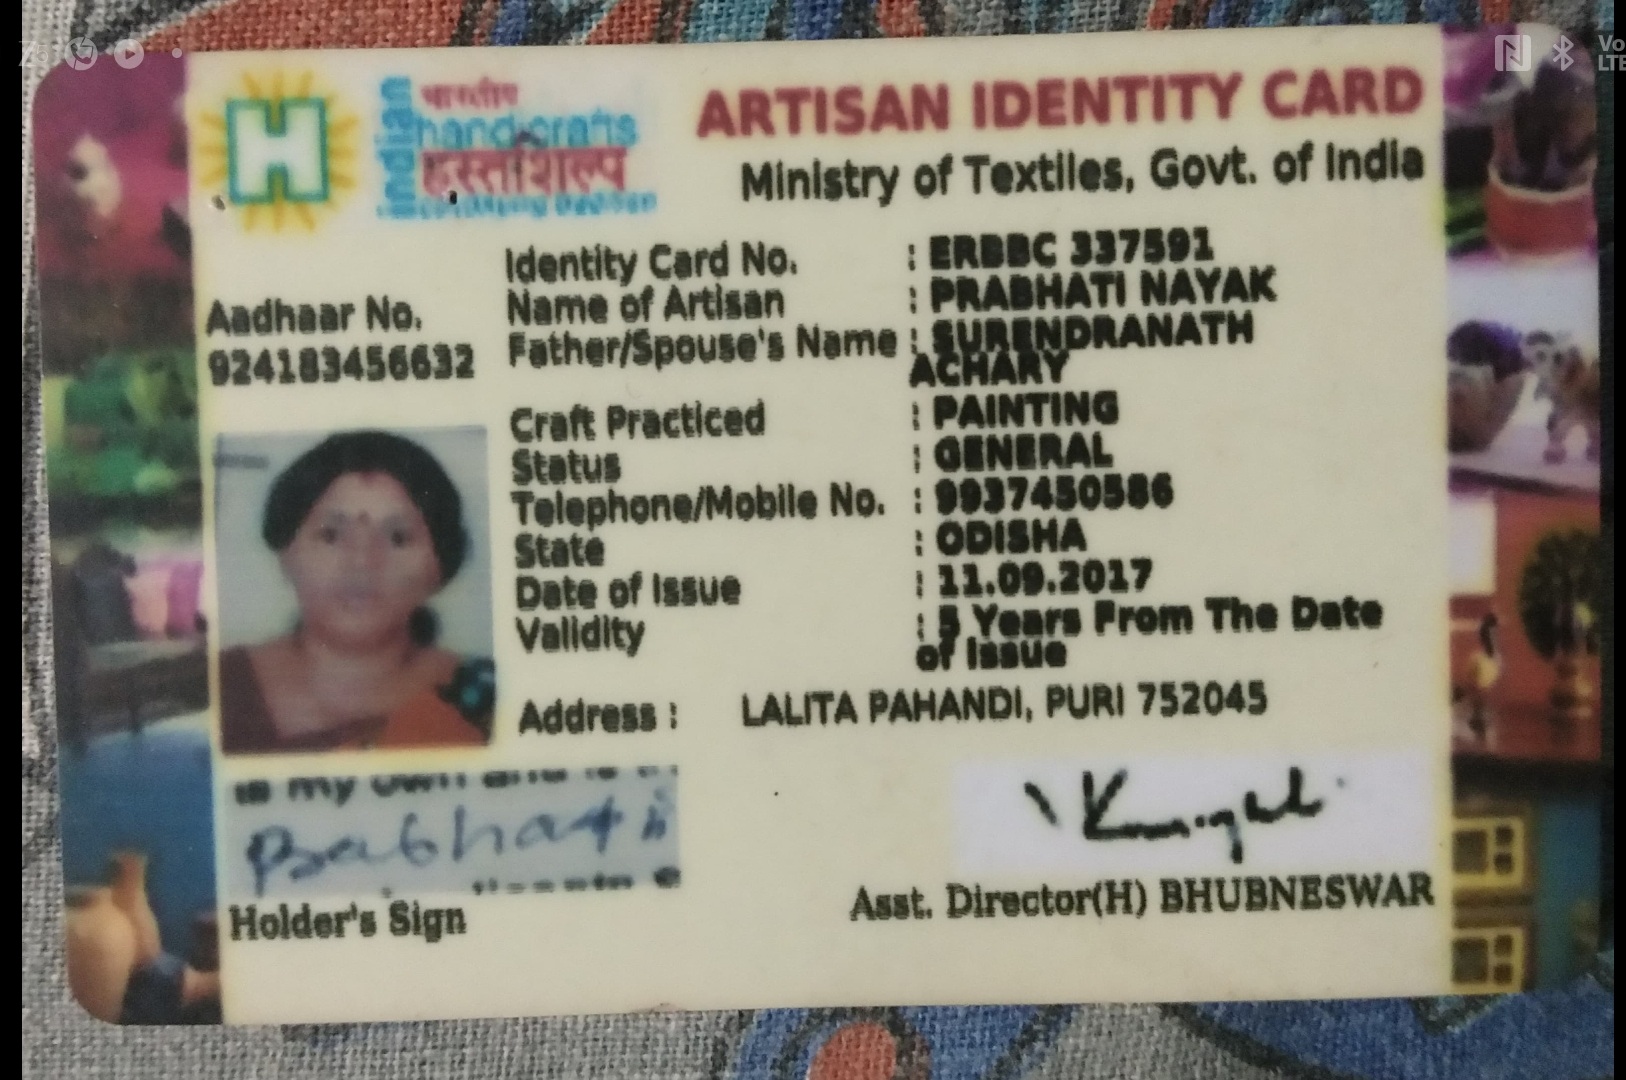 ARTISAN IDENTITY CARD
Ministry of Textiles, Govt. of India
H
Indian
भारतीय
handicrafts
हस्तशिल्प
Identity Card No. : ERBBC 337591
Name of Artisan : PRABHATI NAYAK
Father/Spouse's Name : SURENDRANATH
ACHARY
Aadhaar No.
924183456632
Craft Practiced : PAINTING
Status : GENERAL
Telephone/Mobile No. : 9937450586
State : ODISHA
Date of Issue : 11.09.2017
Validity : 5 Years From The Date
of Issue
Address : LALITA PAHANDI, PURI 752045
is my own and is
Prabhati
Holder's Sign
Asst. Director(H) BHUBNESWAR
Vo
LTE